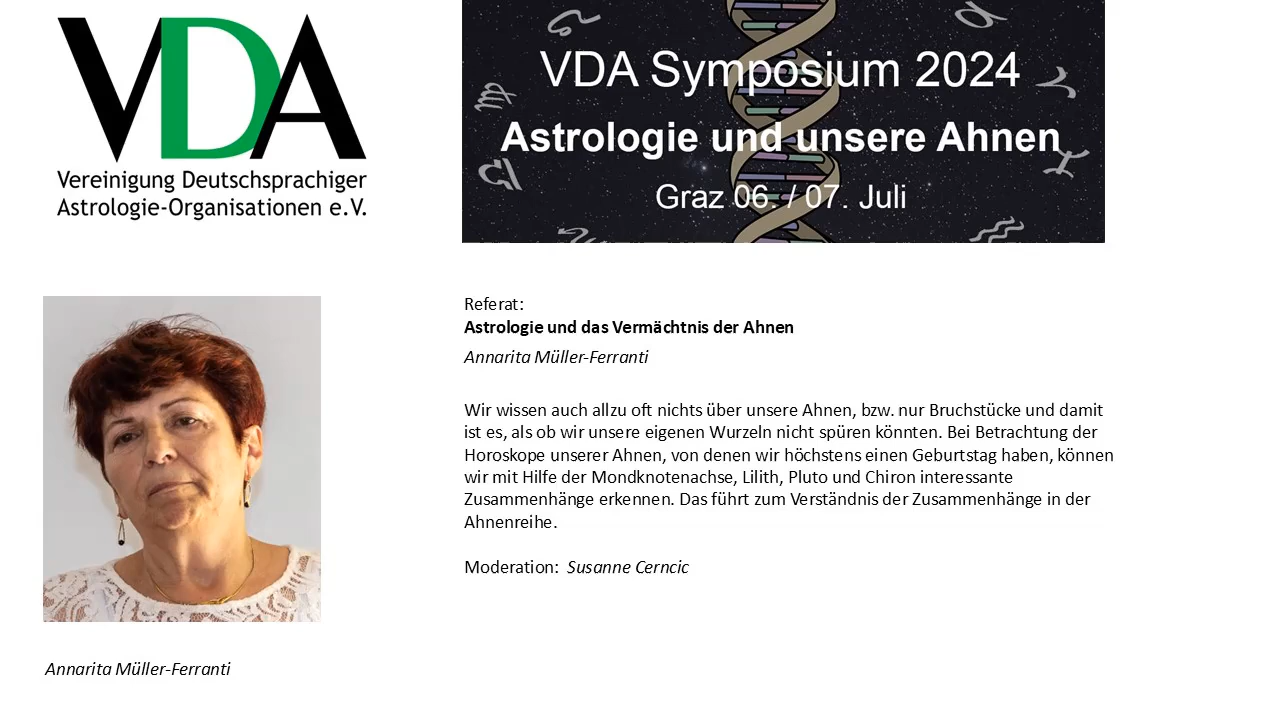 VDA
Vereinigung Deutschsprachiger
Astrologie-Organisationen e.V.
VDA Symposium 2024
Astrologie und unsere Ahnen
Graz 06. / 07. Juli
Referat:
Astrologie und das Vermächtnis der Ahnen
Annarita Müller-Ferranti
Wir wissen auch allzu oft nichts über unsere Ahnen, bzw. nur Bruchstücke und damit
ist es, als ob wir unsere eigenen Wurzeln nicht spüren könnten. Bei Betrachtung der
Horoskope unserer Ahnen, von denen wir höchstens einen Geburtstag haben, können
wir mit Hilfe der Mondknotenachse, Lilith, Pluto und Chiron interessante
Zusammenhänge erkennen. Das führt zum Verständnis der Zusammenhänge in der
Ahnenreihe.
Moderation: Susanne Cerncic
Annarita Müller-Ferranti